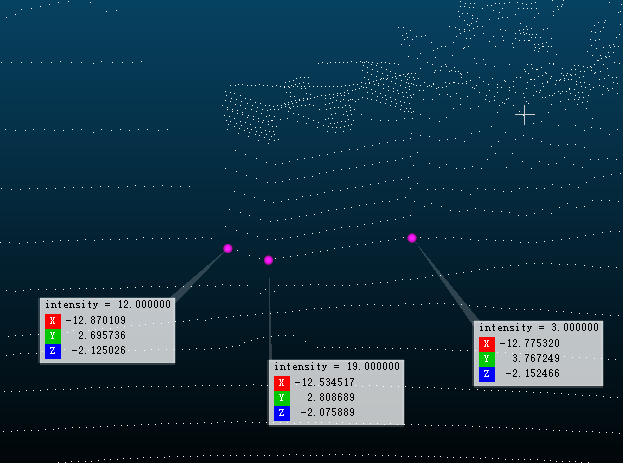 intensity = 12.000000
X -12.870109
Y 2.695736
Z -2.125026
intensity = 19.000000
X -12.534517
Y 2.808689
Z -2.075889
intensity = 3.000000
X -12.775320
Y 3.767249
Z -2.152466